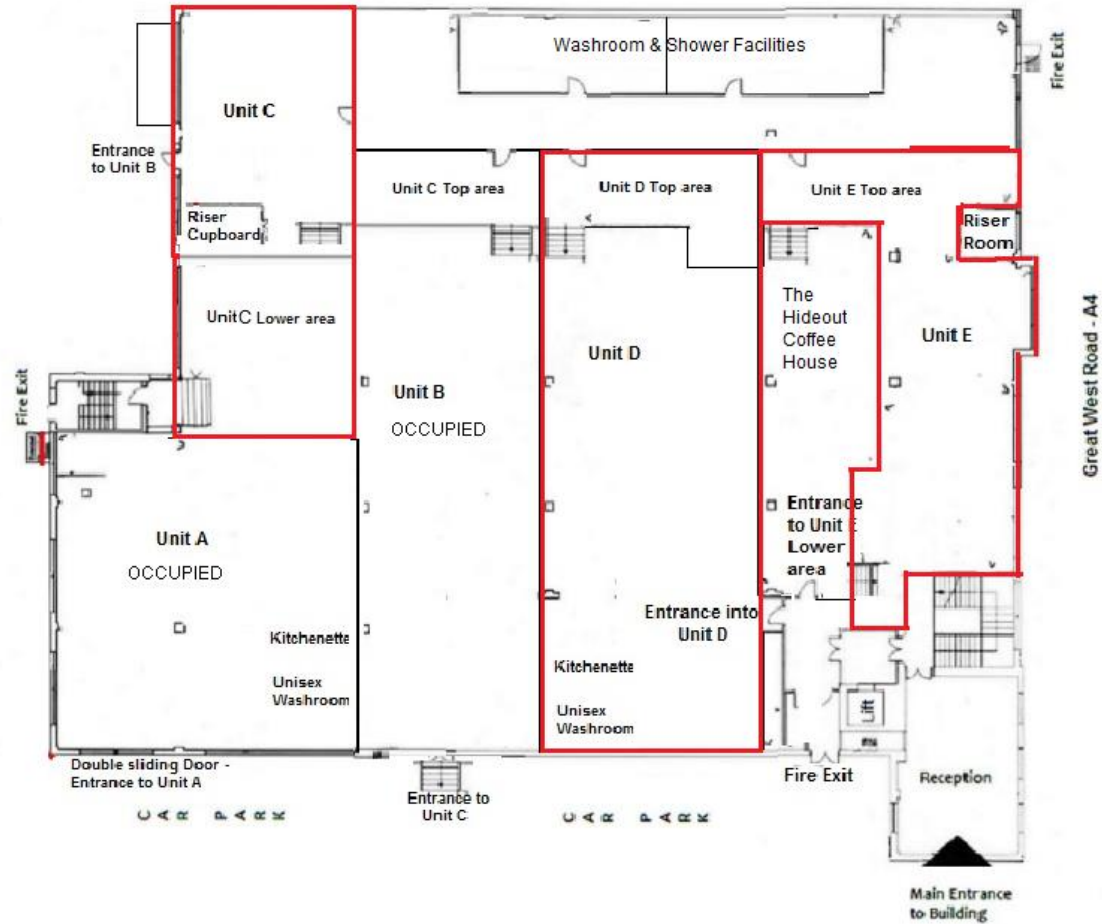 Washroom & Shower Facilities
Fire Exit
Unit C
Entrance
to Unit B
Unit C Top area
Unit D Top area
Unit E Top area
Riser
Cupboard
Riser
Room
UnitC Lower area
The
Hideout
Coffee
House
Unit E
Unit D
Great West Road - A4
Fire Exit
Unit B
OCCUPIED
Unit A
OCCUPIED
Entrance
to Unit E
Lower
area
Entrance into
Unit D
Kitchenette
Kitchenette
Unisex
Washroom
Unisex
Washroom
Lift
Reception
Double sliding Door -
Entrance to Unit A
Entrance to
Unit C
Fire Exit
CAR PARK
CAR PARK
Main Entrance
to Building